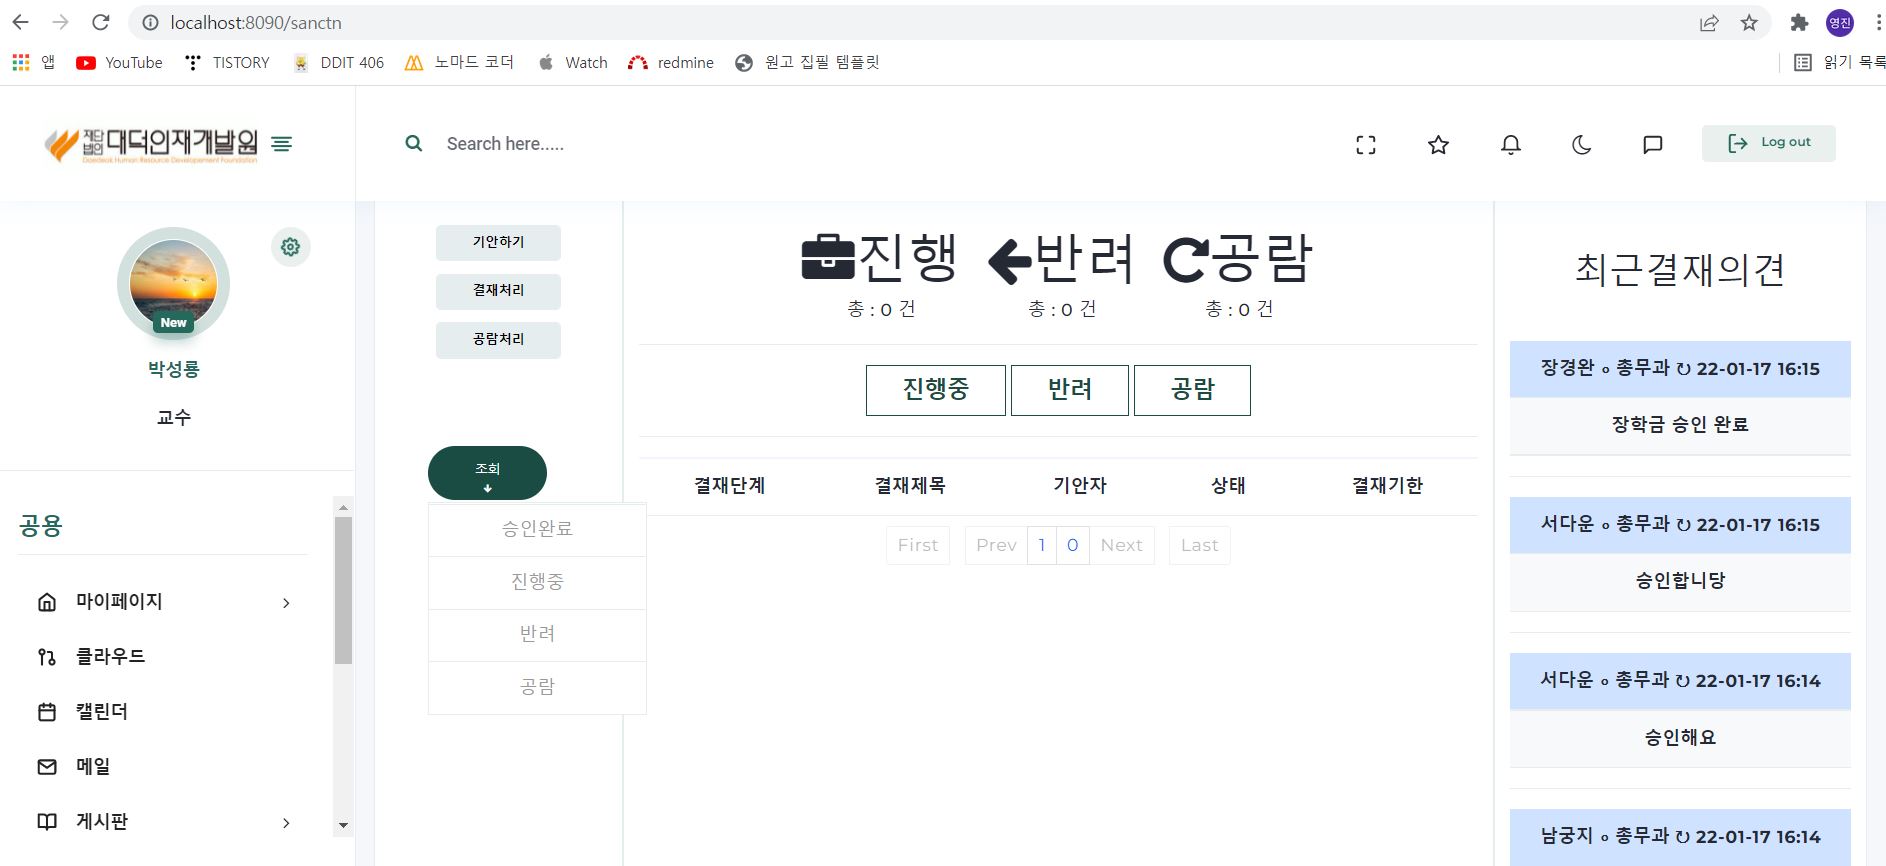 localhost:8090/sanctn
영진
앱
YouTube
TISTORY
DDIT 406
노마드 코더
Watch
redmine
원고 집필 템플릿
읽기 목록
재단법인 대덕인재개발원
Daedeok Human Resource Developement Foundation
Search here.....
Log out
New
박성룡
교수
공용
마이페이지
클라우드
캘린더
메일
게시판
기안하기
결재처리
공람처리
조회
승인완료
진행중
반려
공람
진행 반려 공람
총 : 0 건 총 : 0 건 총 : 0 건
진행중 반려 공람
결재단계 결재제목 기안자 상태 결재기한
First Prev 1 0 Next Last
최근결재의견
장경완 ⚬ 총무과 ↻ 22-01-17 16:15
장학금 승인 완료
서다운 ⚬ 총무과 ↻ 22-01-17 16:15
승인합니당
서다운 ⚬ 총무과 ↻ 22-01-17 16:14
승인해요
남궁지 ⚬ 총무과 ↻ 22-01-17 16:14